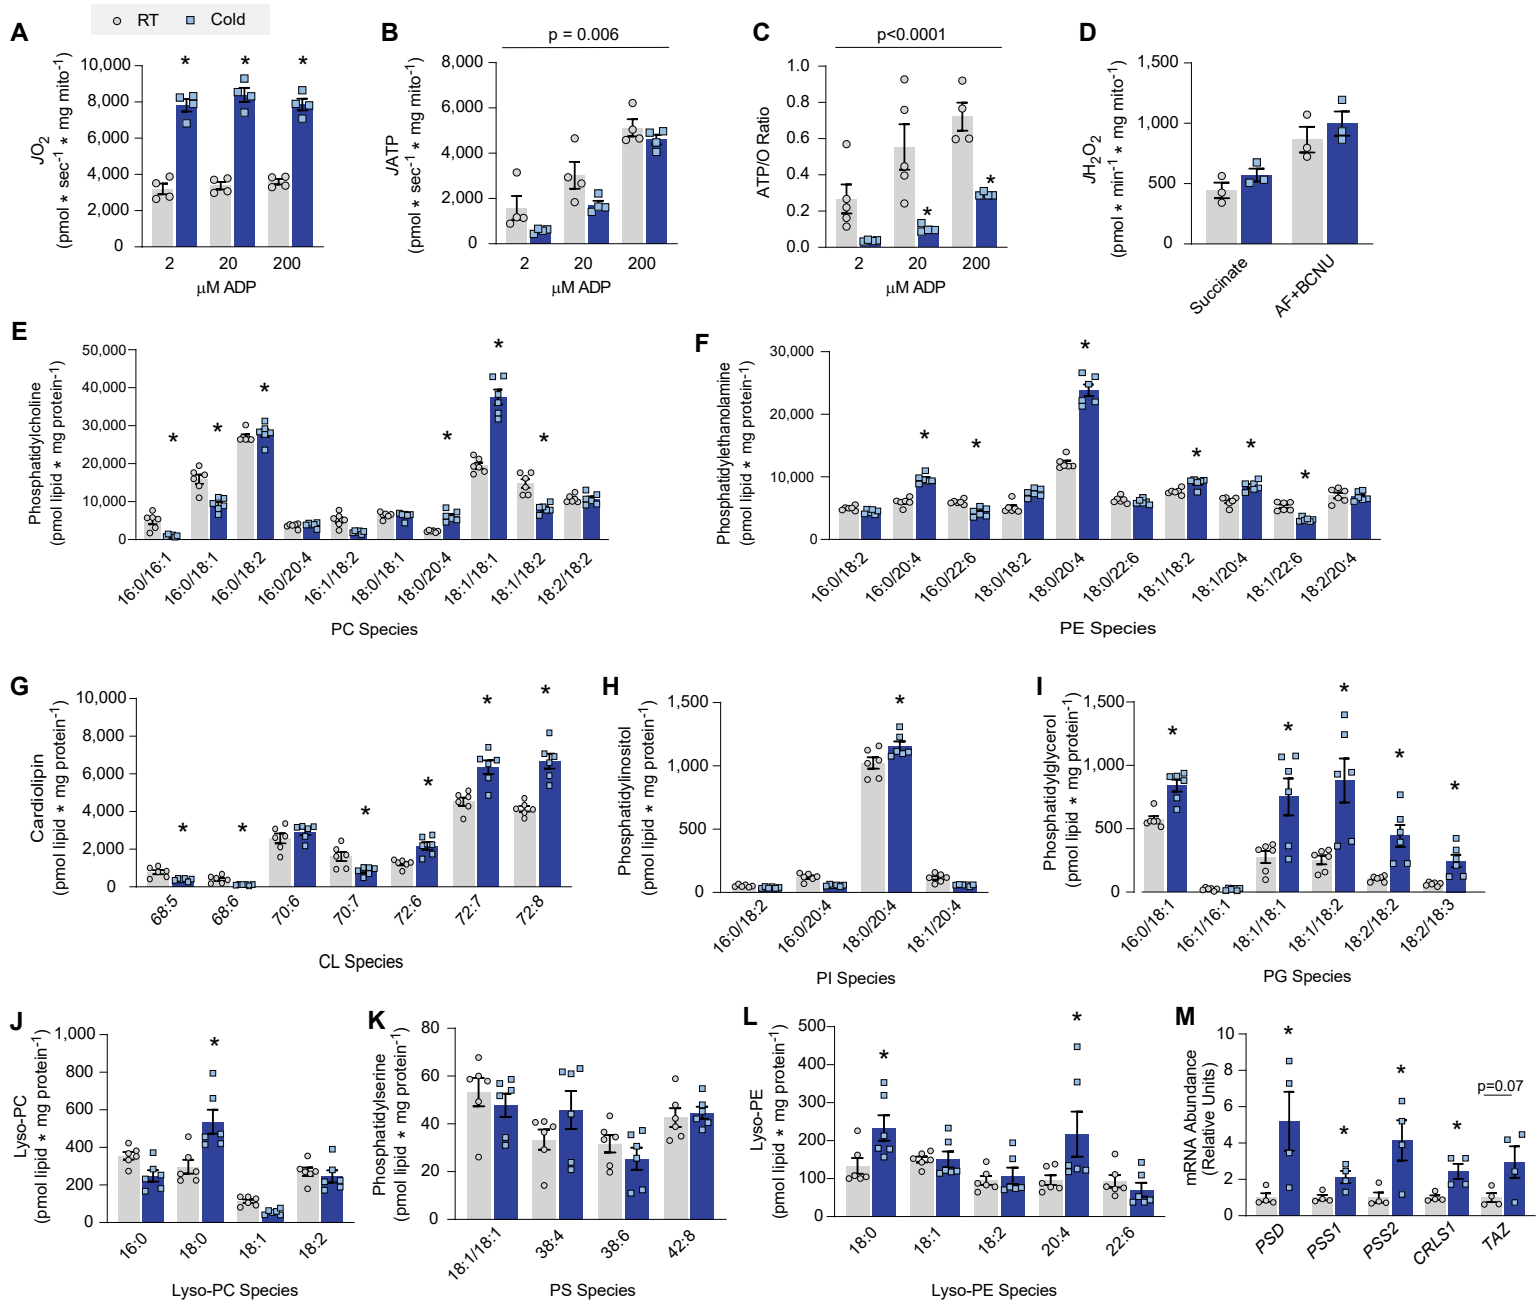 RT Cold
A
JO2
(pmol * sec-1 * mg mito-1)
10,000
8,000
6,000
4,000
2,000
0
* * *
2 20 200
μM ADP
B
p = 0.006
JATP
(pmol * sec-1 * mg mito-1)
8,000
6,000
4,000
2,000
0
2 20 200
μM ADP
C
p<0.0001
ATP/O Ratio
1.0
0.8
0.6
0.4
0.2
0.0
* *
2 20 200
μM ADP
D
JH2O2
(pmol * min-1 * mg mito-1)
1,500
1,000
500
0
Succinate
AF+BCNU
E
Phosphatidylcholine
(pmol lipid * mg protein-1)
50,000
40,000
30,000
20,000
10,000
0
* * * * * *
16:0/16:1 16:0/18:1 16:0/18:2 16:0/20:4 16:1/18:2 18:0/18:1 18:0/20:4 18:1/18:1 18:1/18:2 18:2/18:2
PC Species
F
Phosphatidylethanolamine
(pmol lipid * mg protein-1)
30,000
20,000
10,000
0
* * * * * *
16:0/18:2 16:0/20:4 16:0/22:6 18:0/18:2 18:0/20:4 18:0/22:6 18:1/18:2 18:1/20:4 18:1/22:6 18:2/20:4
PE Species
G
Cardiolipin
(pmol lipid * mg protein-1)
10,000
8,000
6,000
4,000
2,000
0
* * * * * *
68:5 68:6 70:6 70:7 72:6 72:7 72:8
CL Species
H
Phosphatidylinositol
(pmol lipid * mg protein-1)
1,500
1,000
500
0
*
16:0/18:2 16:0/20:4 18:0/20:4 18:1/20:4
PI Species
I
Phosphatidylglycerol
(pmol lipid * mg protein-1)
1,500
1,000
500
0
* * * * *
16:0/18:1 16:1/16:1 18:1/18:1 18:1/18:2 18:2/18:2 18:2/18:3
PG Species
J
Lyso-PC
(pmol lipid * mg protein-1)
1,000
800
600
400
200
0
*
16:0 18:0 18:1 18:2
Lyso-PC Species
K
Phosphatidylserine
(pmol lipid * mg protein-1)
80
60
40
20
0
18:1/18:1 38:4 38:6 42:8
PS Species
L
Lyso-PE
(pmol lipid * mg protein-1)
500
400
300
200
100
0
* *
18:0 18:1 18:2 20:4 22:6
Lyso-PE Species
M
mRNA Abundance
(Relative Units)
10
8
6
4
2
0
* * * *
p=0.07
PSD PSS1 PSS2 CRLS1 TAZ